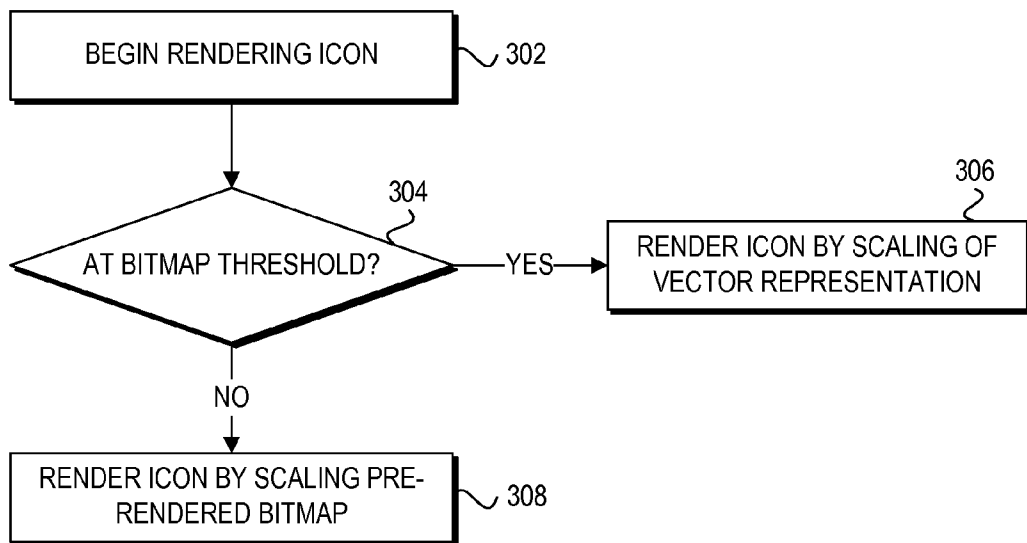 BEGIN RENDERING ICON
302
304
AT BITMAP THRESHOLD?
YES
306
RENDER ICON BY SCALING OF
VECTOR REPRESENTATION
NO
RENDER ICON BY SCALING PRE-
RENDERED BITMAP
308